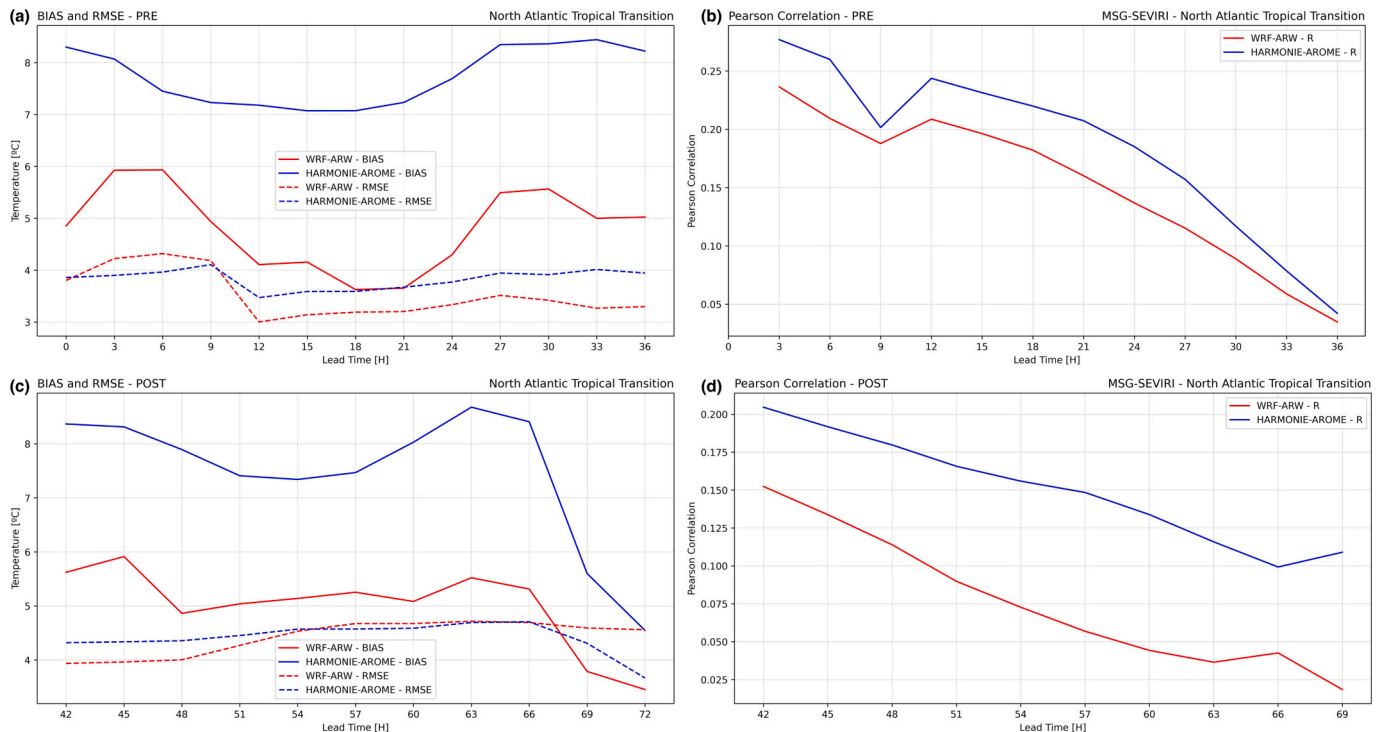 (a) BIAS and RMSE - PRE North Atlantic Tropical Transition
8
7
6
5
4
3
Temperature [ºC]
WRF-ARW - BIAS
HARMONIE-AROME - BIAS
WRF-ARW - RMSE
HARMONIE-AROME - RMSE
0 3 6 9 12 15 18 21 24 27 30 33 36
Lead Time [H]
(b) Pearson Correlation - PRE MSG-SEVIRI - North Atlantic Tropical Transition
WRF-ARW - R
HARMONIE-AROME - R
0.25
0.20
0.15
0.10
0.05
Pearson Correlation
0 3 6 9 12 15 18 21 24 27 30 33 36
Lead Time [H]
(c) BIAS and RMSE - POST North Atlantic Tropical Transition
8
7
6
5
4
Temperature [ºC]
WRF-ARW - BIAS
HARMONIE-AROME - BIAS
WRF-ARW - RMSE
HARMONIE-AROME - RMSE
42 45 48 51 54 57 60 63 66 69 72
Lead Time [H]
(d) Pearson Correlation - POST MSG-SEVIRI - North Atlantic Tropical Transition
WRF-ARW - R
HARMONIE-AROME - R
0.200
0.175
0.150
0.125
0.100
0.075
0.050
0.025
Pearson Correlation
42 45 48 51 54 57 60 63 66 69
Lead Time [H]